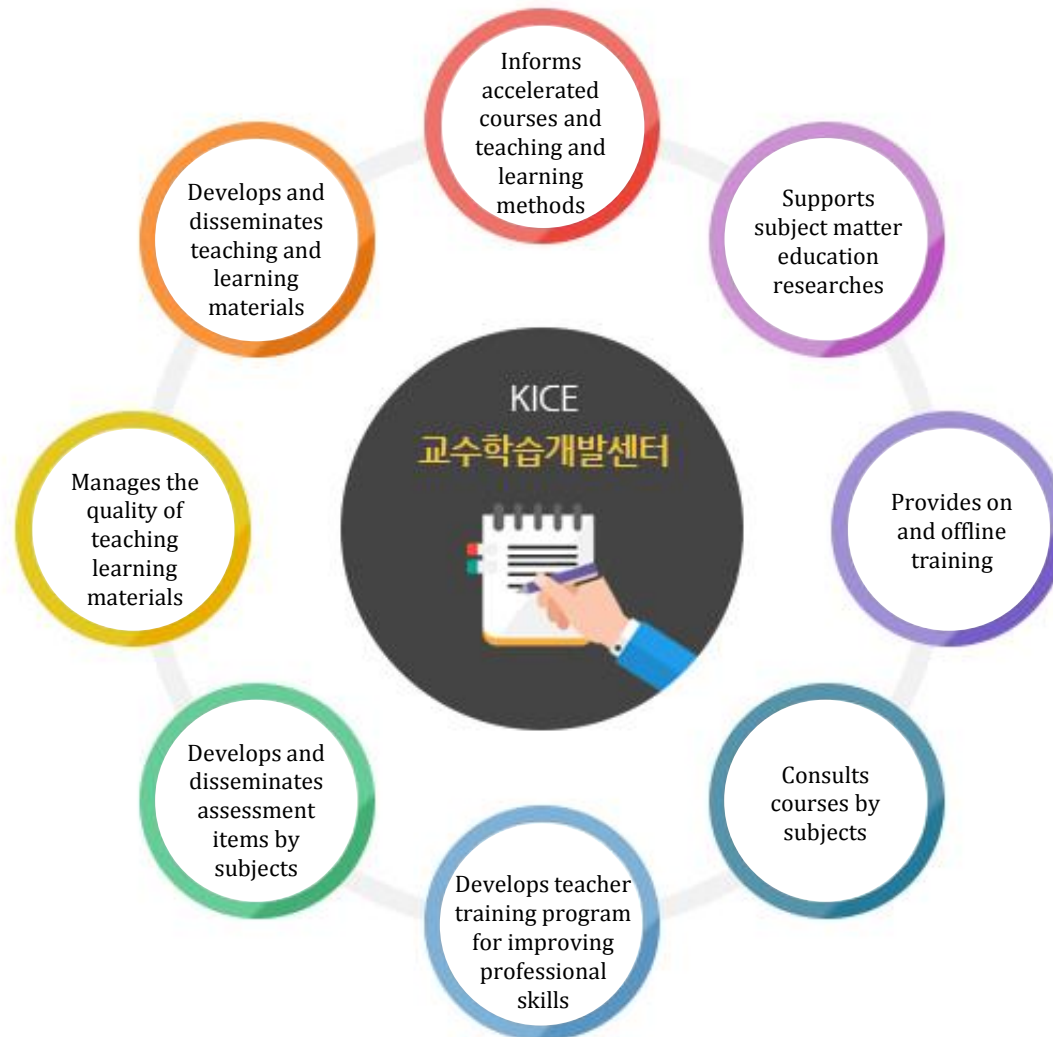 Informs
accelerated
courses and
teaching and
learning
methods
Supports
subject matter
education
researches
Provides on
and offline
training
Consults
courses by
subjects
Develops teacher
training program
for improving
professional
skills
Develops and
disseminates
assessment
items by
subjects
Manages the
quality of
teaching
learning
materials
Develops and
disseminates
teaching and
learning
materials
KICE
교수학습개발센터